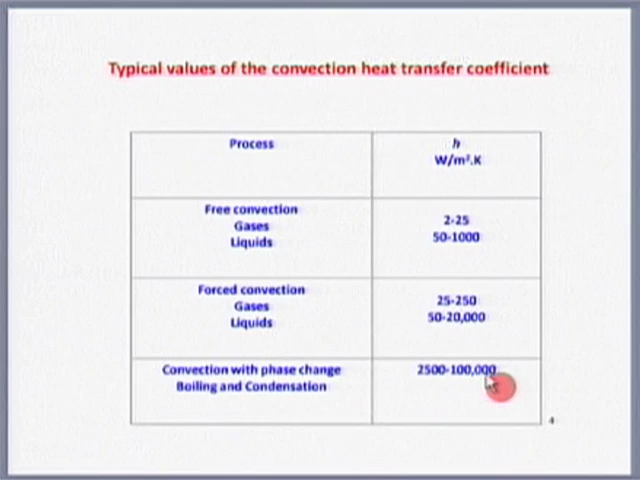 Typical values of the convection heat transfer coefficient
Process
h
W/m².K
Free convection
Gases
Liquids
2-25
50-1000
Forced convection
Gases
Liquids
25-250
50-20,000
Convection with phase change
Boiling and Condensation
2500-100,000
4